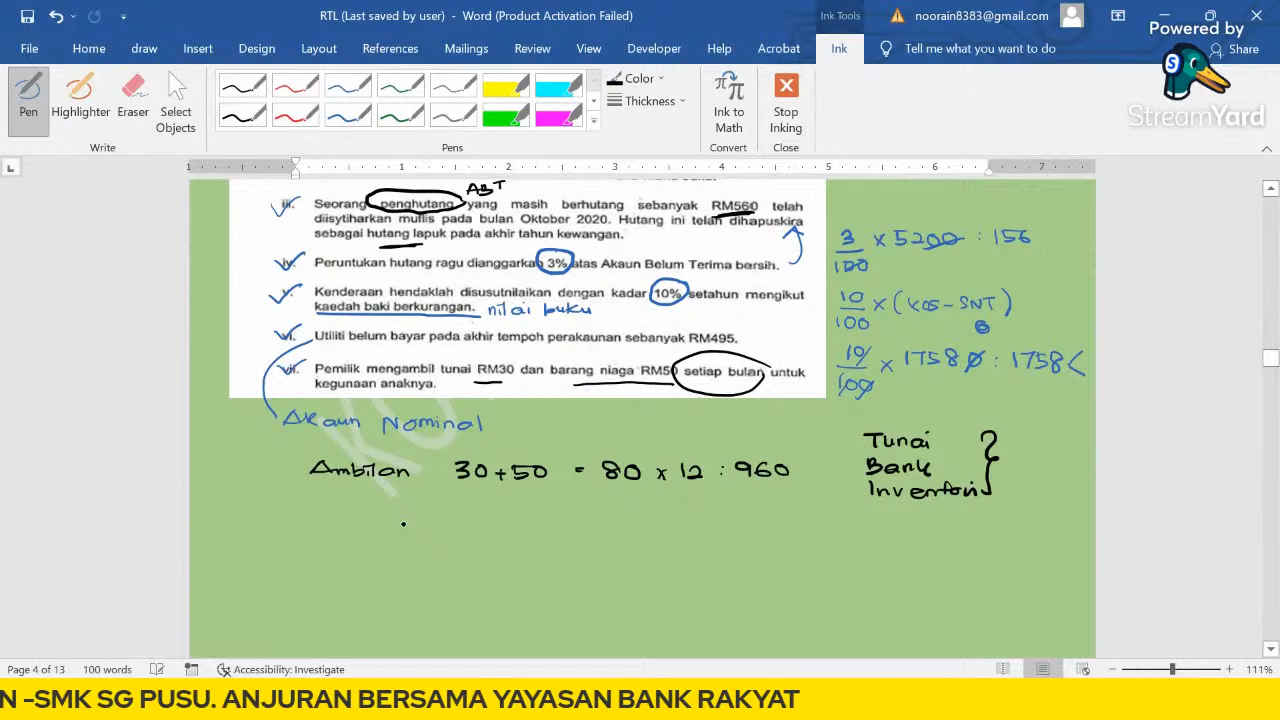 RTL (Last saved by user) - Word (Product Activation Failed)
Ink Tools
noorain8383@gmail.com
Powered by
File Home draw Insert Design Layout References Mailings Review View Developer Help Acrobat Ink Tell me what you want to do Share
StreamYard
Pen Highlighter Eraser Select Objects
Color
Thickness
Ink to Math
Stop Inking
Write Pens Convert Close
1 1 2 3 4 5 6 7
ABT
iii. Seorang penghutang yang masih berhutang sebanyak RM560 telah
diisytiharkan muflis pada bulan Oktober 2020. Hutang ini telah dihapuskira
sebagai hutang lapuk pada akhir tahun kewangan.
iv. Peruntukan hutang ragu dianggarkan 3% atas Akaun Belum Terima bersih.
v. Kenderaan hendaklah disusutnilaikan dengan kadar 10% setahun mengikut
kaedah baki berkurangan. nilai buku
vi. Utiliti belum bayar pada akhir tempoh perakaunan sebanyak RM495.
vii. Pemilik mengambil tunai RM30 dan barang niaga RM50 setiap bulan untuk
kegunaan anaknya.
3/100 x 5200 : 156
10/100 x (KOS - SNT)
10/100 x 17580 : 1758
Akaun Nominal
Ambilan 30 + 50 = 80 x 12 : 960
Tunai
Bank
Inventori
Page 4 of 13 100 words Accessibility: Investigate 111%
N -SMK SG PUSU. ANJURAN BERSAMA YAYASAN BANK RAKYAT